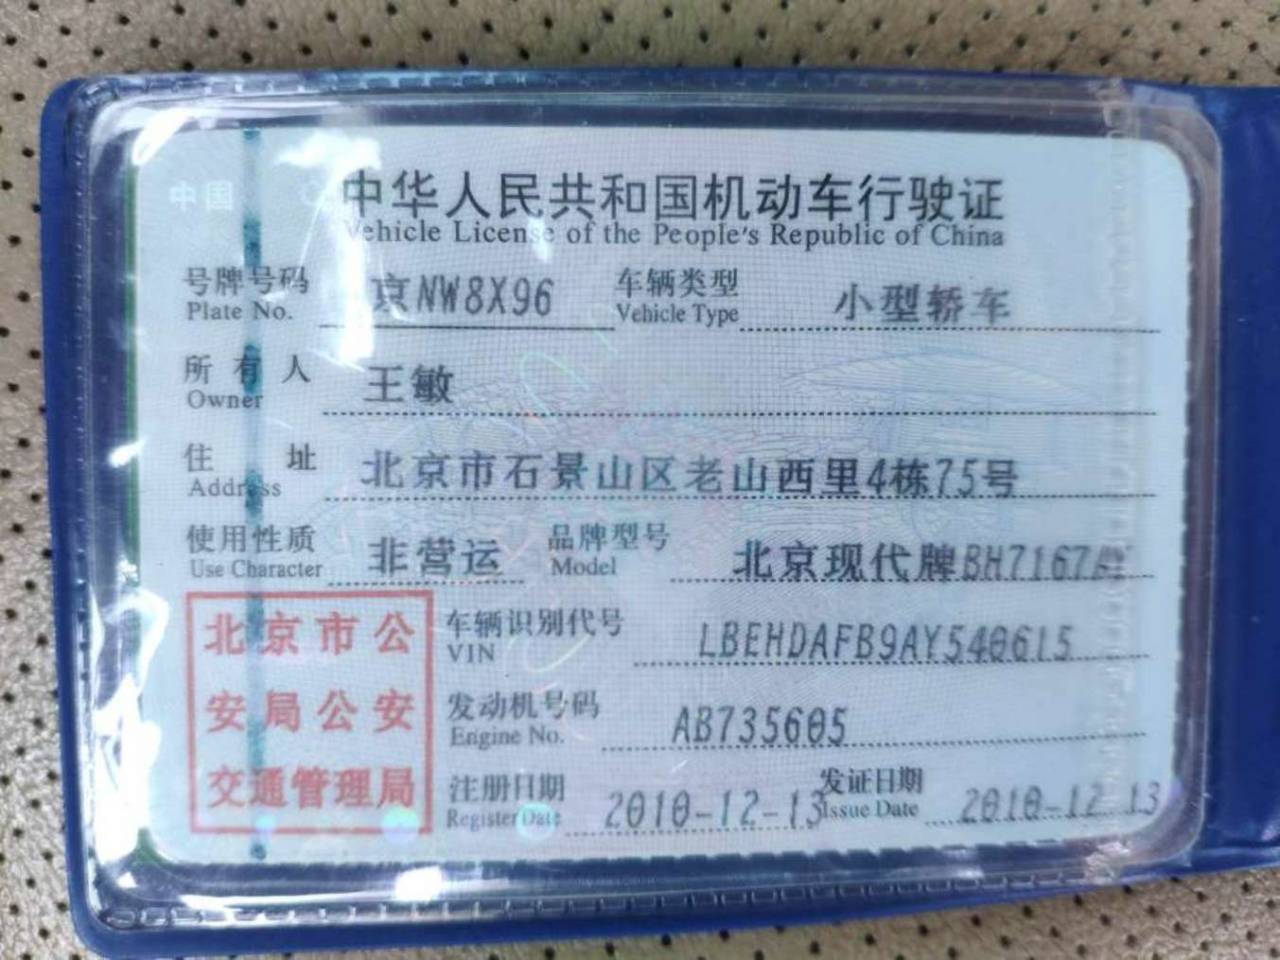 中国
中华人民共和国机动车行驶证
Vehicle License of the People's Republic of China
号牌号码 京NW8X96 车辆类型 小型轿车
Plate No. Vehicle Type
所有人 王敏
Owner
住址 北京市石景山区老山西里4栋75号
Address
使用性质 非营运 品牌型号 北京现代牌BH7167A
Use Character Model
北京市公 车辆识别代号 LBEHDAFB9AY540615
VIN
安局公安 发动机号码 AB735605
Engine No.
交通管理局 注册日期 2010-12-13 发证日期 2010-12-13
Register Date Issue Date